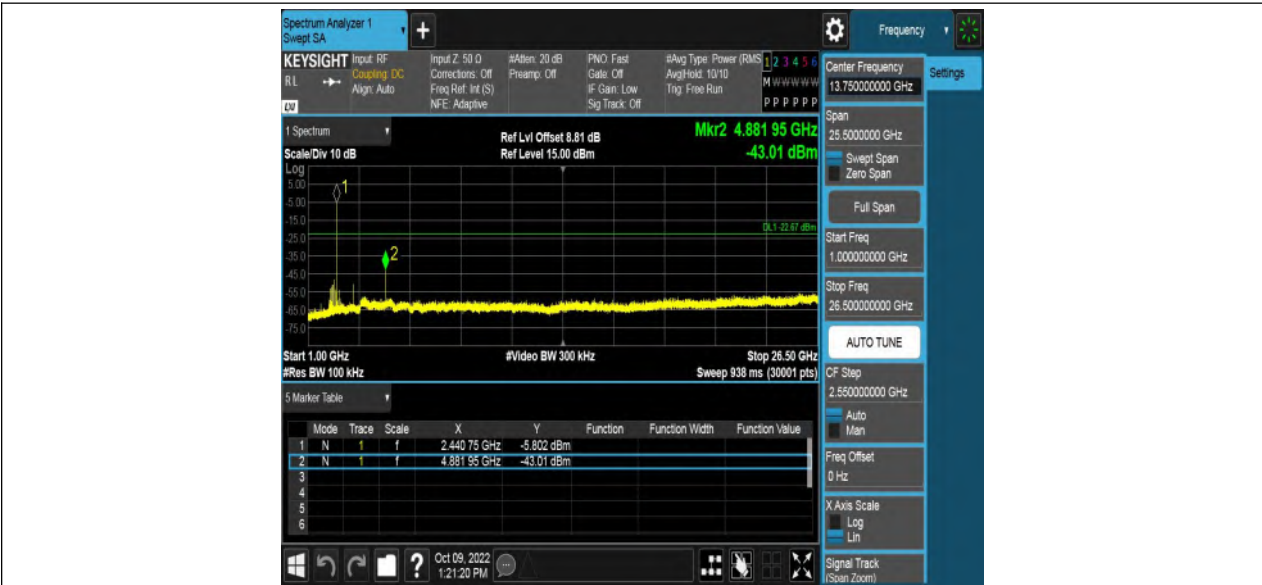 Spectrum Analyzer 1
Swept SA
+
Frequency
KEYSIGHT
RL
LXI
Input: RF
Coupling: DC
Align: Auto
Input Z: 50 Ω
Corrections: Off
Freq Ref: Int (S)
NFE: Adaptive
#Atten: 20 dB
Preamp: Off
PNO: Fast
Gate: Off
IF Gain: Low
Sig Track: Off
#Avg Type: Power (RMS
Avg|Hold: 10/10
Trig: Free Run
1 2 3 4 5 6
M W W W W W
P P P P P P
1 Spectrum
Scale/Div 10 dB
Ref Lvl Offset 8.81 dB
Ref Level 15.00 dBm
Mkr2 4.881 95 GHz
-43.01 dBm
Log
5.00
-5.00
-15.0
-25.0
-35.0
-45.0
-55.0
-65.0
-75.0
1
2
DL1 -22.67 dBm
Start 1.00 GHz
#Video BW 300 kHz
Stop 26.50 GHz
#Res BW 100 kHz
Sweep 938 ms (30001 pts)
5 Marker Table
Mode Trace Scale X Y Function Function Width Function Value
1 N 1 f 2.440 75 GHz -5.802 dBm
2 N 1 f 4.881 95 GHz -43.01 dBm
3
4
5
6
?
Oct 09, 2022
1:21:20 PM
Center Frequency
13.750000000 GHz
Settings
Span
25.5000000 GHz
Swept Span
Zero Span
Full Span
Start Freq
1.000000000 GHz
Stop Freq
26.500000000 GHz
AUTO TUNE
CF Step
2.550000000 GHz
Auto
Man
Freq Offset
0 Hz
X Axis Scale
Log
Lin
Signal Track
(Span Zoom)